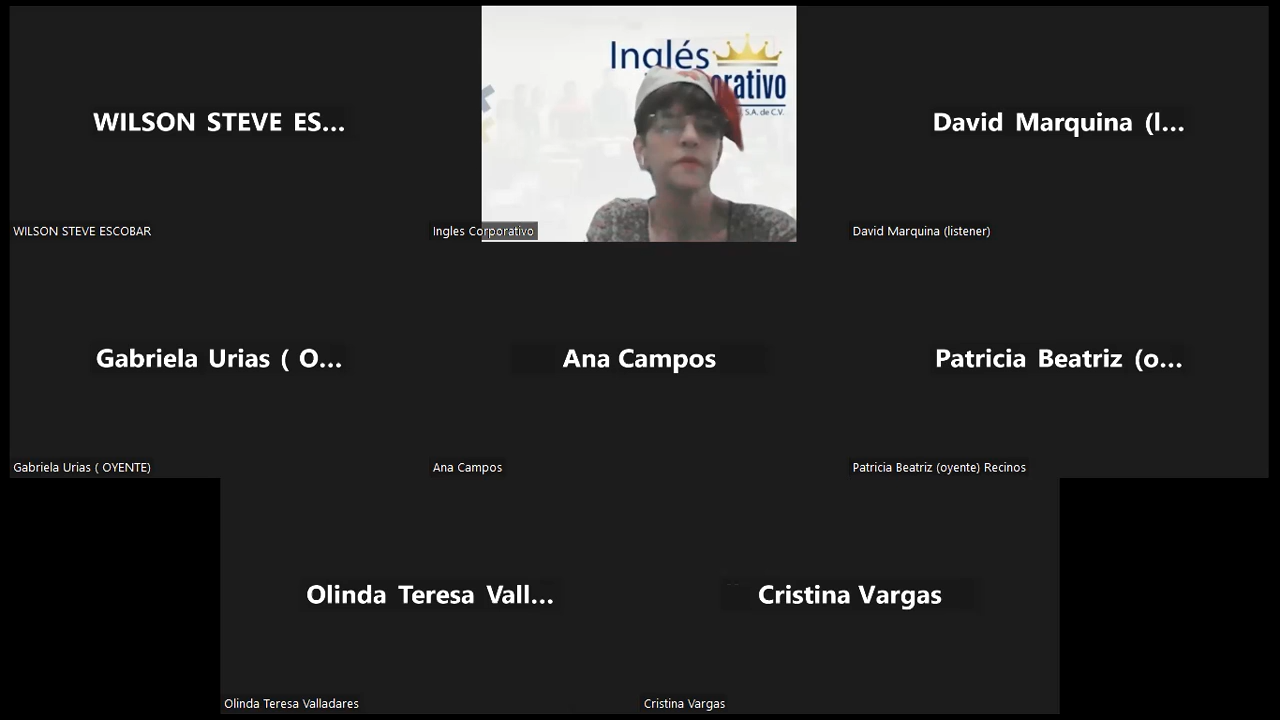 WILSON STEVE ES...
WILSON STEVE ESCOBAR
Inglés
orativo
S.A. de C.V.
Ingles Corporativo
David Marquina (l...
David Marquina (listener)
Gabriela Urias ( O...
Gabriela Urias ( OYENTE)
Ana Campos
Ana Campos
Patricia Beatriz (o...
Patricia Beatriz (oyente) Recinos
Olinda Teresa Vall...
Olinda Teresa Valladares
Cristina Vargas
Cristina Vargas